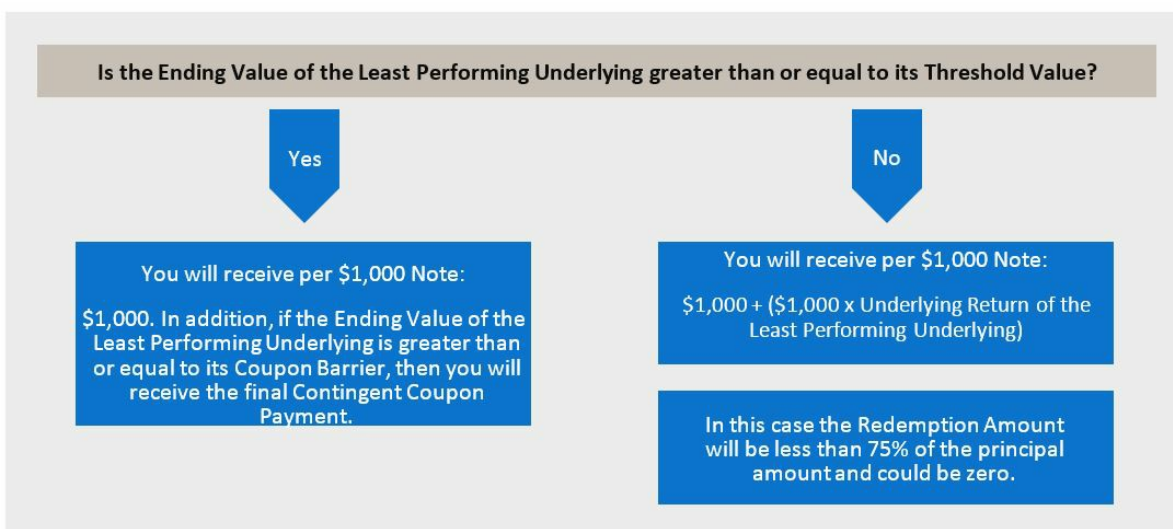 Is the Ending Value of the Least Performing Underlying greater than or equal to its Threshold Value?
Yes
No
You will receive per $1,000 Note:
$1,000. In addition, if the Ending Value of the
Least Performing Underlying is greater than
or equal to its Coupon Barrier, then you will
receive the final Contingent Coupon
Payment.
You will receive per $1,000 Note:
$1,000 + ($1,000 x Underlying Return of the
Least Performing Underlying)
In this case the Redemption Amount
will be less than 75% of the principal
amount and could be zero.